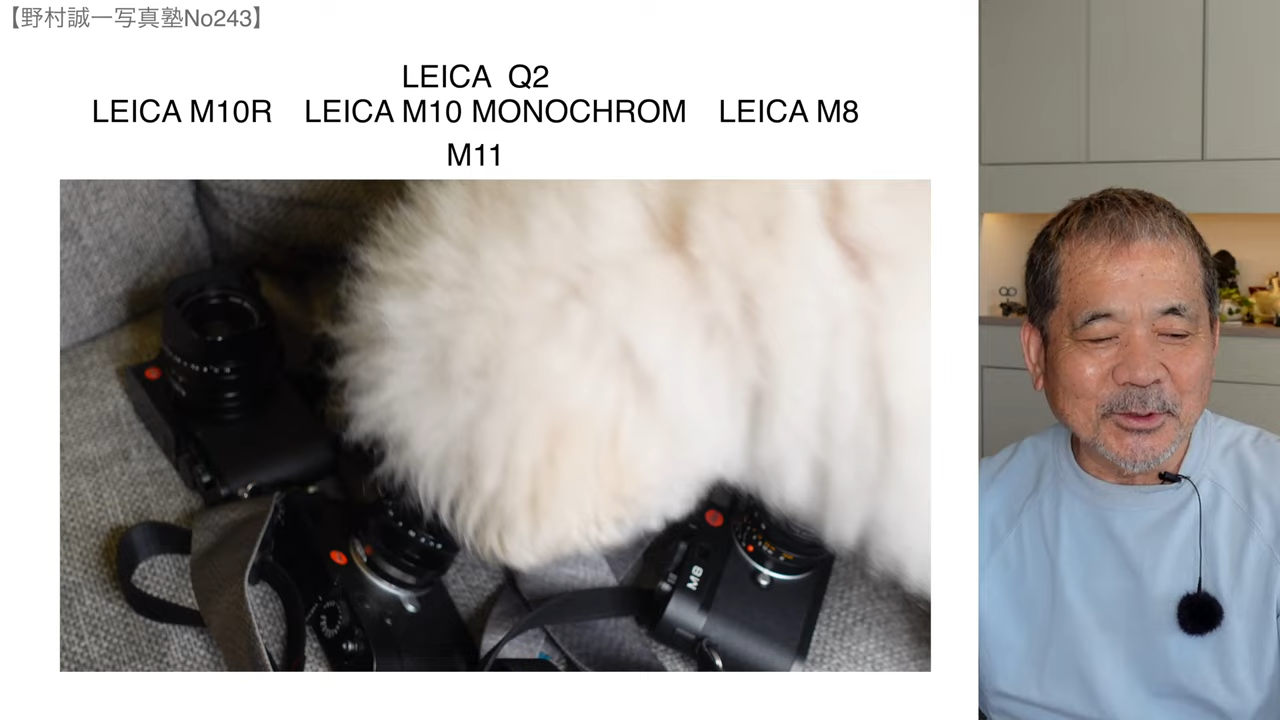 【野村誠一写真塾No243】
LEICA Q2
LEICA M10R LEICA M10 MONOCHROM LEICA M8
M11
M8